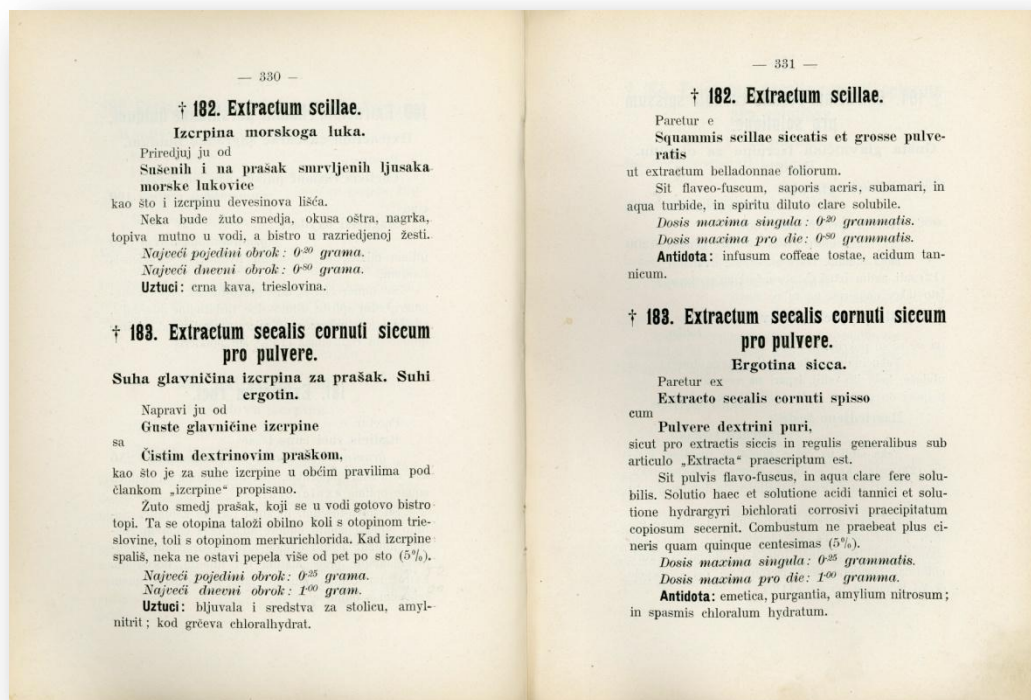 — 330 –
† 182. Extractum scillae.
Izcrpina morskoga luka.
Priredjuj ju od
Sušenih i na prašak smrvljenih ljusaka
morske lukovice
kao što i izcrpinu devesinova lišća.
Neka bude žuto smedja, okusa oštra, nagrka,
topiva mutno u vodi, a bistro u razriedjenoj žesti.
Najveći pojedini obrok: 0·20 grama.
Najveći dnevni obrok: 0·80 grama.
Uztuci: crna kava, trieslovina.
† 183. Extractum secalis cornuti siccum
pro pulvere.
Suha glavničina izcrpina za prašak. Suhi
ergotin.
Napravi ju od
Guste glavničine izcrpine
sa
Čistim dextrinovim praškom,
kao što je za suhe izcrpine u obćim pravilima pod
člankom „izcrpine“ propisano.
Žuto smedj prašak, koji se u vodi gotovo bistro
topi. Ta se otopina taloži obilno koli s otopinom trie-
slovine, toli s otopinom merkurichlorida. Kad izcrpine
spališ, neka ne ostavi pepela više od pet po sto (5%).
Najveći pojedini obrok: 0·25 grama.
Najveći dnevni obrok: 1·00 gram.
Uztuci: bljuvala i sredstva za stolicu, amyl-
nitrit; kod grčeva chloralhydrat.
— 331 —
† 182. Extractum scillae.
Paretur e
Squammis scillae siccatis et grosse pulve-
ratis
ut extractum belladonnae foliorum.
Sit flaveo-fuscum, saporis acris, subamari, in
aqua turbide, in spiritu diluto clare solubile.
Dosis maxima singula: 0·20 grammatis.
Dosis maxima pro die: 0·80 grammatis.
Antidota: infusum coffeae tostae, acidum tan-
nicum.
† 183. Extractum secalis cornuti siccum
pro pulvere.
Ergotina sicca.
Paretur ex
Extracto secalis cornuti spisso
cum
Pulvere dextrini puri,
sicut pro extractis siccis in regulis generalibus sub
articulo „Extracta“ praescriptum est.
Sit pulvis flavo-fuscus, in aqua clare fere solu-
bilis. Solutio haec et solutione acidi tannici et solu-
tione hydrargyri bichlorati corrosivi praecipitatum
copiosum secernit. Combustum ne praebeat plus ci-
neris quam quinque centesimas (5%).
Dosis maxima singula: 0·25 grammatis.
Dosis maxima pro die: 1·00 gramma.
Antidota: emetica, purgantia, amylium nitrosum;
in spasmis chloralum hydratum.